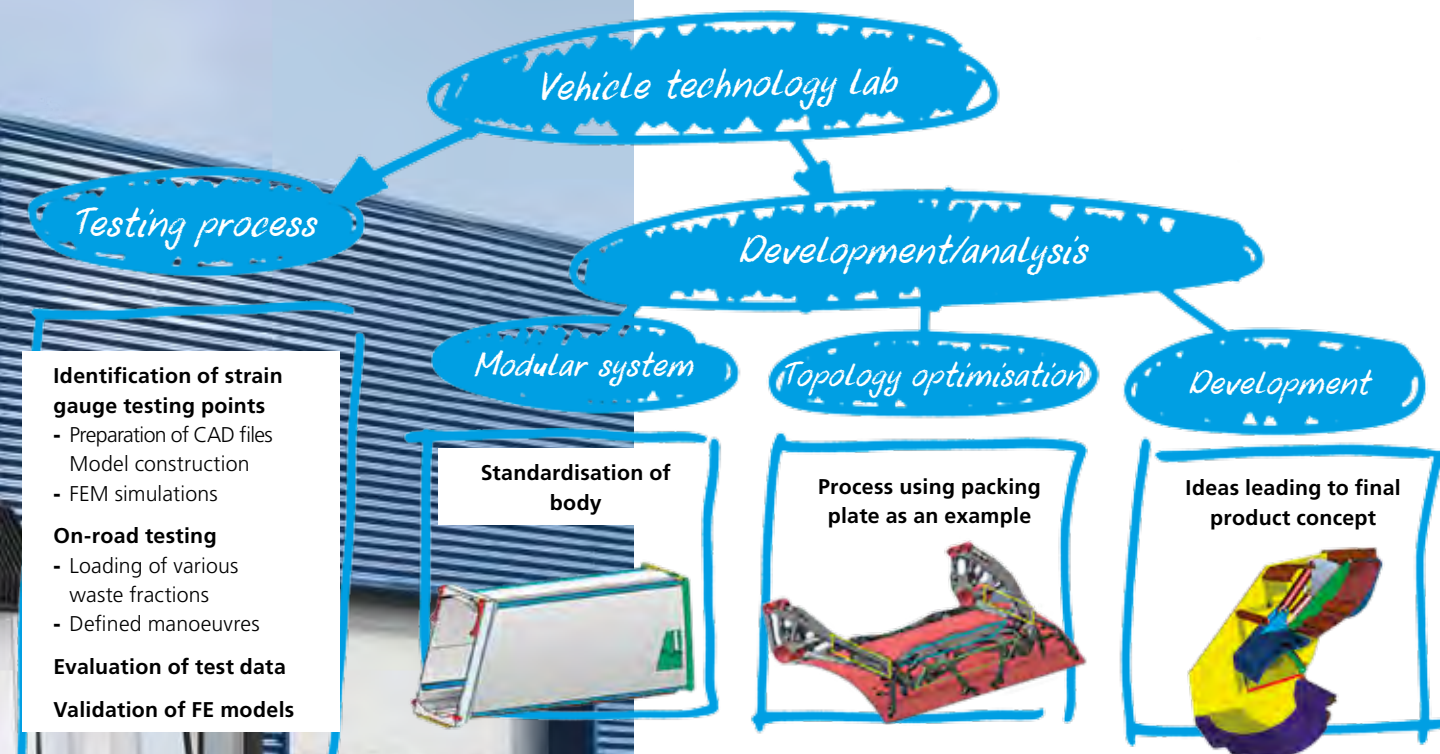 Vehicle technology Lab
Testing process
Development/analysis
Modular system
Topology optimisation
Development
Identification of strain
gauge testing points
- Preparation of CAD files
Model construction
- FEM simulations
On-road testing
- Loading of various
waste fractions
- Defined manoeuvres
Evaluation of test data
Validation of FE models
Standardisation of
body
Process using packing
plate as an example
Ideas leading to final
product concept